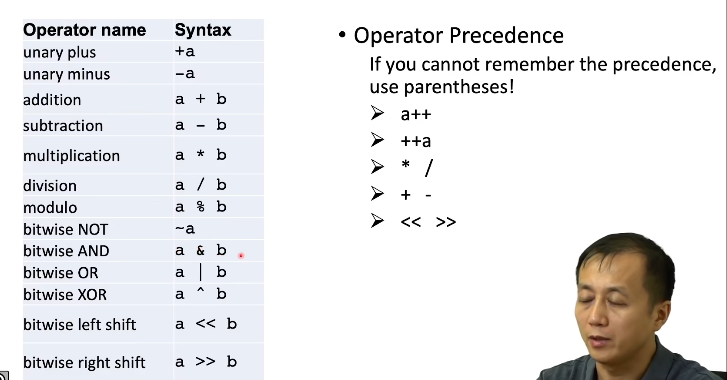 Operator name Syntax
unary plus +a
unary minus −a
addition a + b
subtraction a − b
multiplication a * b
division a / b
modulo a % b
bitwise NOT ~a
bitwise AND a & b
bitwise OR a | b
bitwise XOR a ^ b
bitwise left shift a << b
bitwise right shift a >> b
• Operator Precedence
If you cannot remember the precedence,
use parentheses!
➢ a++
➢ ++a
➢ * /
➢ + -
➢ << >>